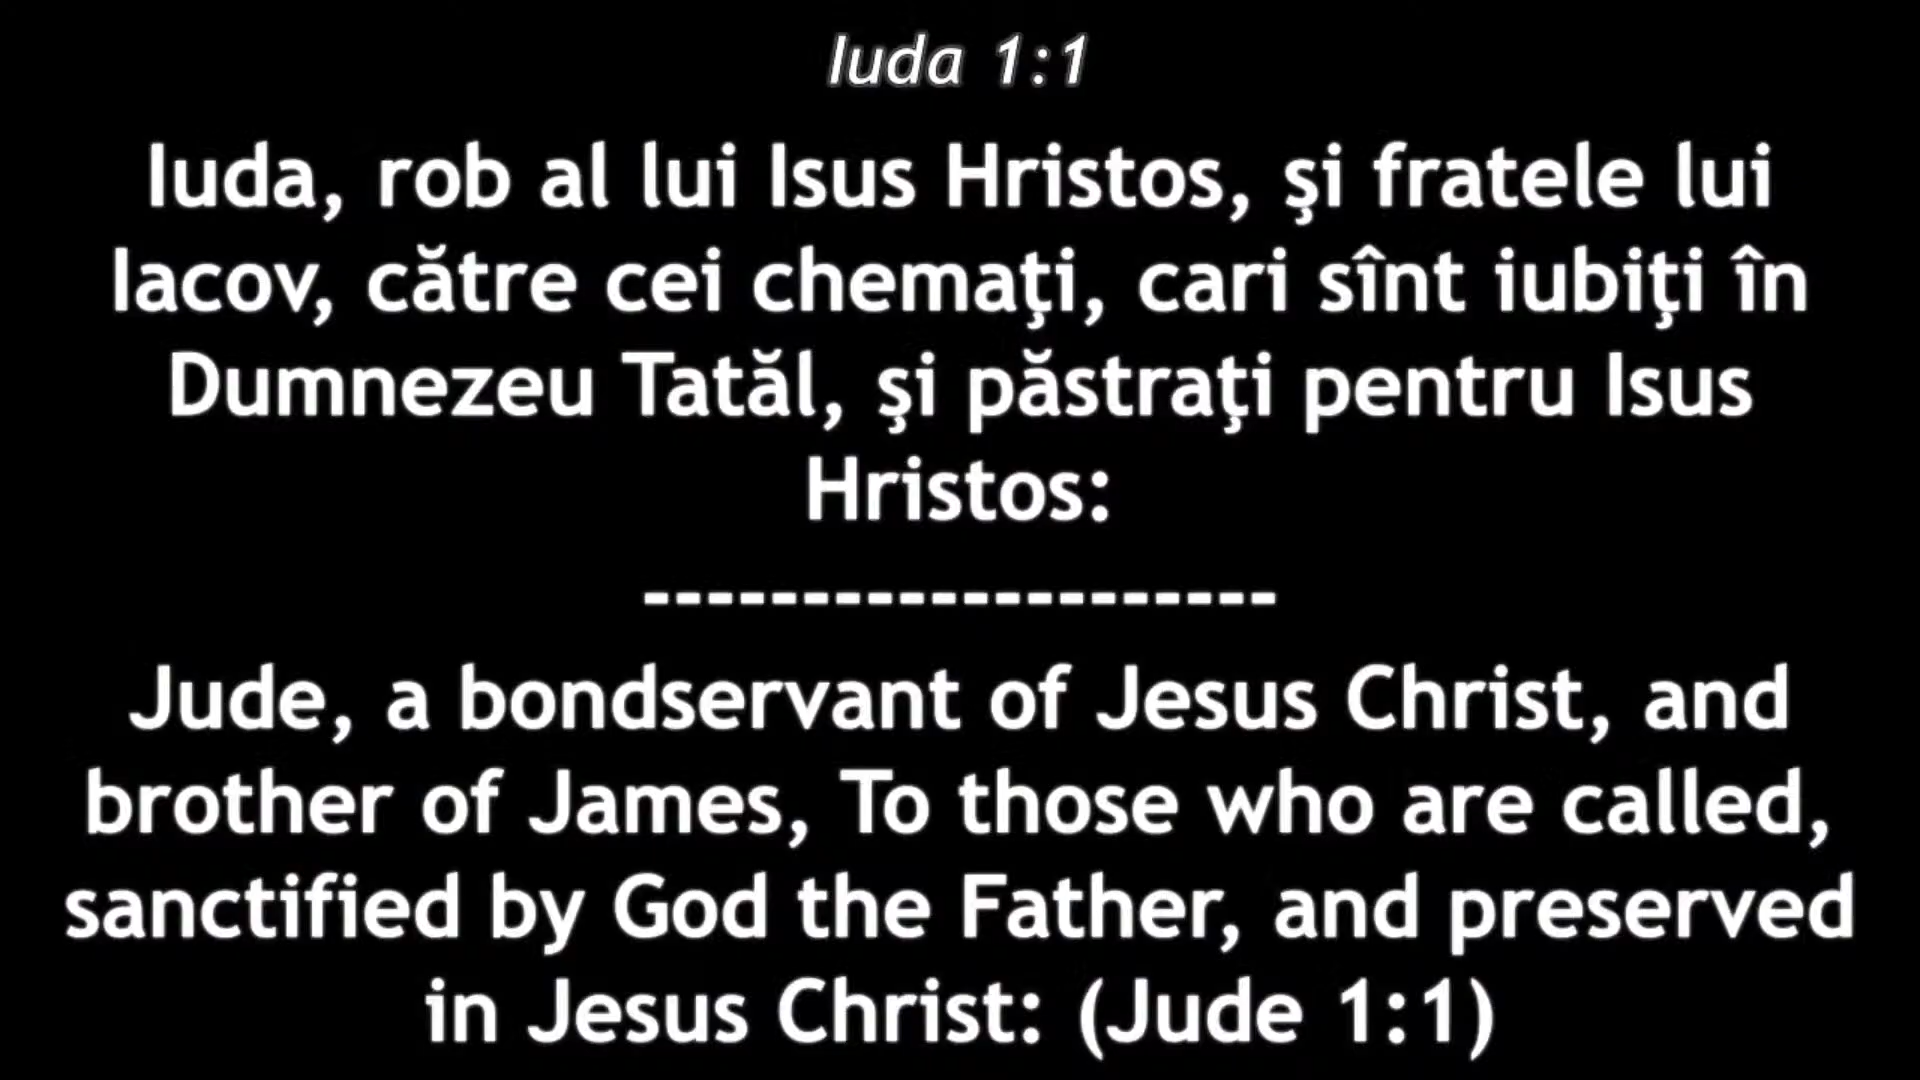 Iuda 1:1
Iuda, rob al lui Isus Hristos, şi fratele lui
Iacov, către cei chemaţi, cari sînt iubiţi în
Dumnezeu Tatăl, şi păstraţi pentru Isus
Hristos:
--------------------
Jude, a bondservant of Jesus Christ, and
brother of James, To those who are called,
sanctified by God the Father, and preserved
in Jesus Christ: (Jude 1:1)